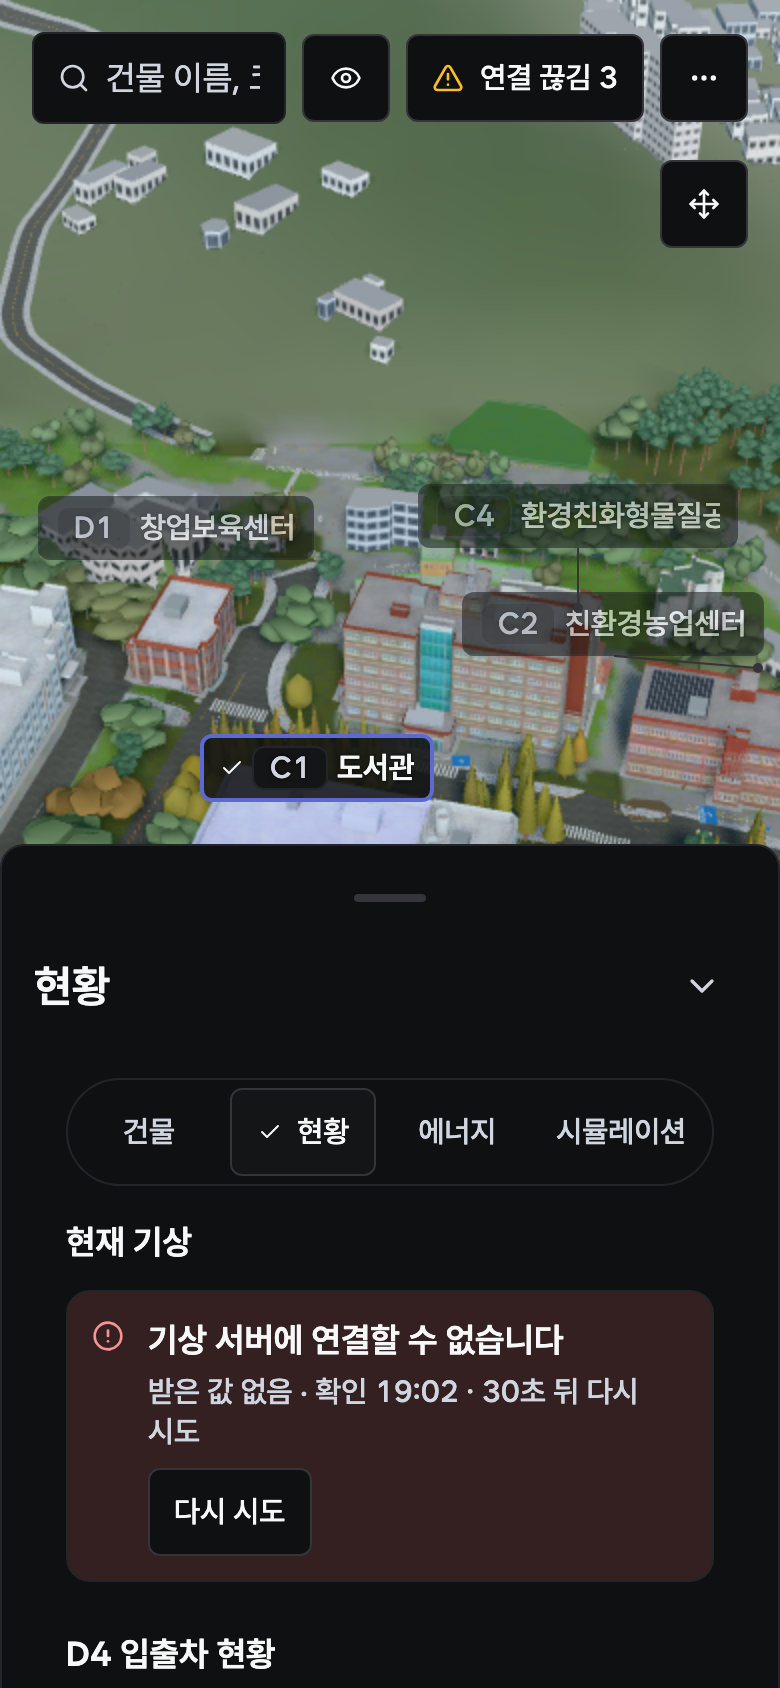 건물 이름,
연결 끊김 3
D1 창업보육센터
C4 환경친화형물질공
C2 친환경농업센터
C1 도서관
현황
건물 현황 에너지 시뮬레이션
현재 기상
기상 서버에 연결할 수 없습니다
받은 값 없음 · 확인 19:02 · 30초 뒤 다시
시도
다시 시도
D4 입출차 현황